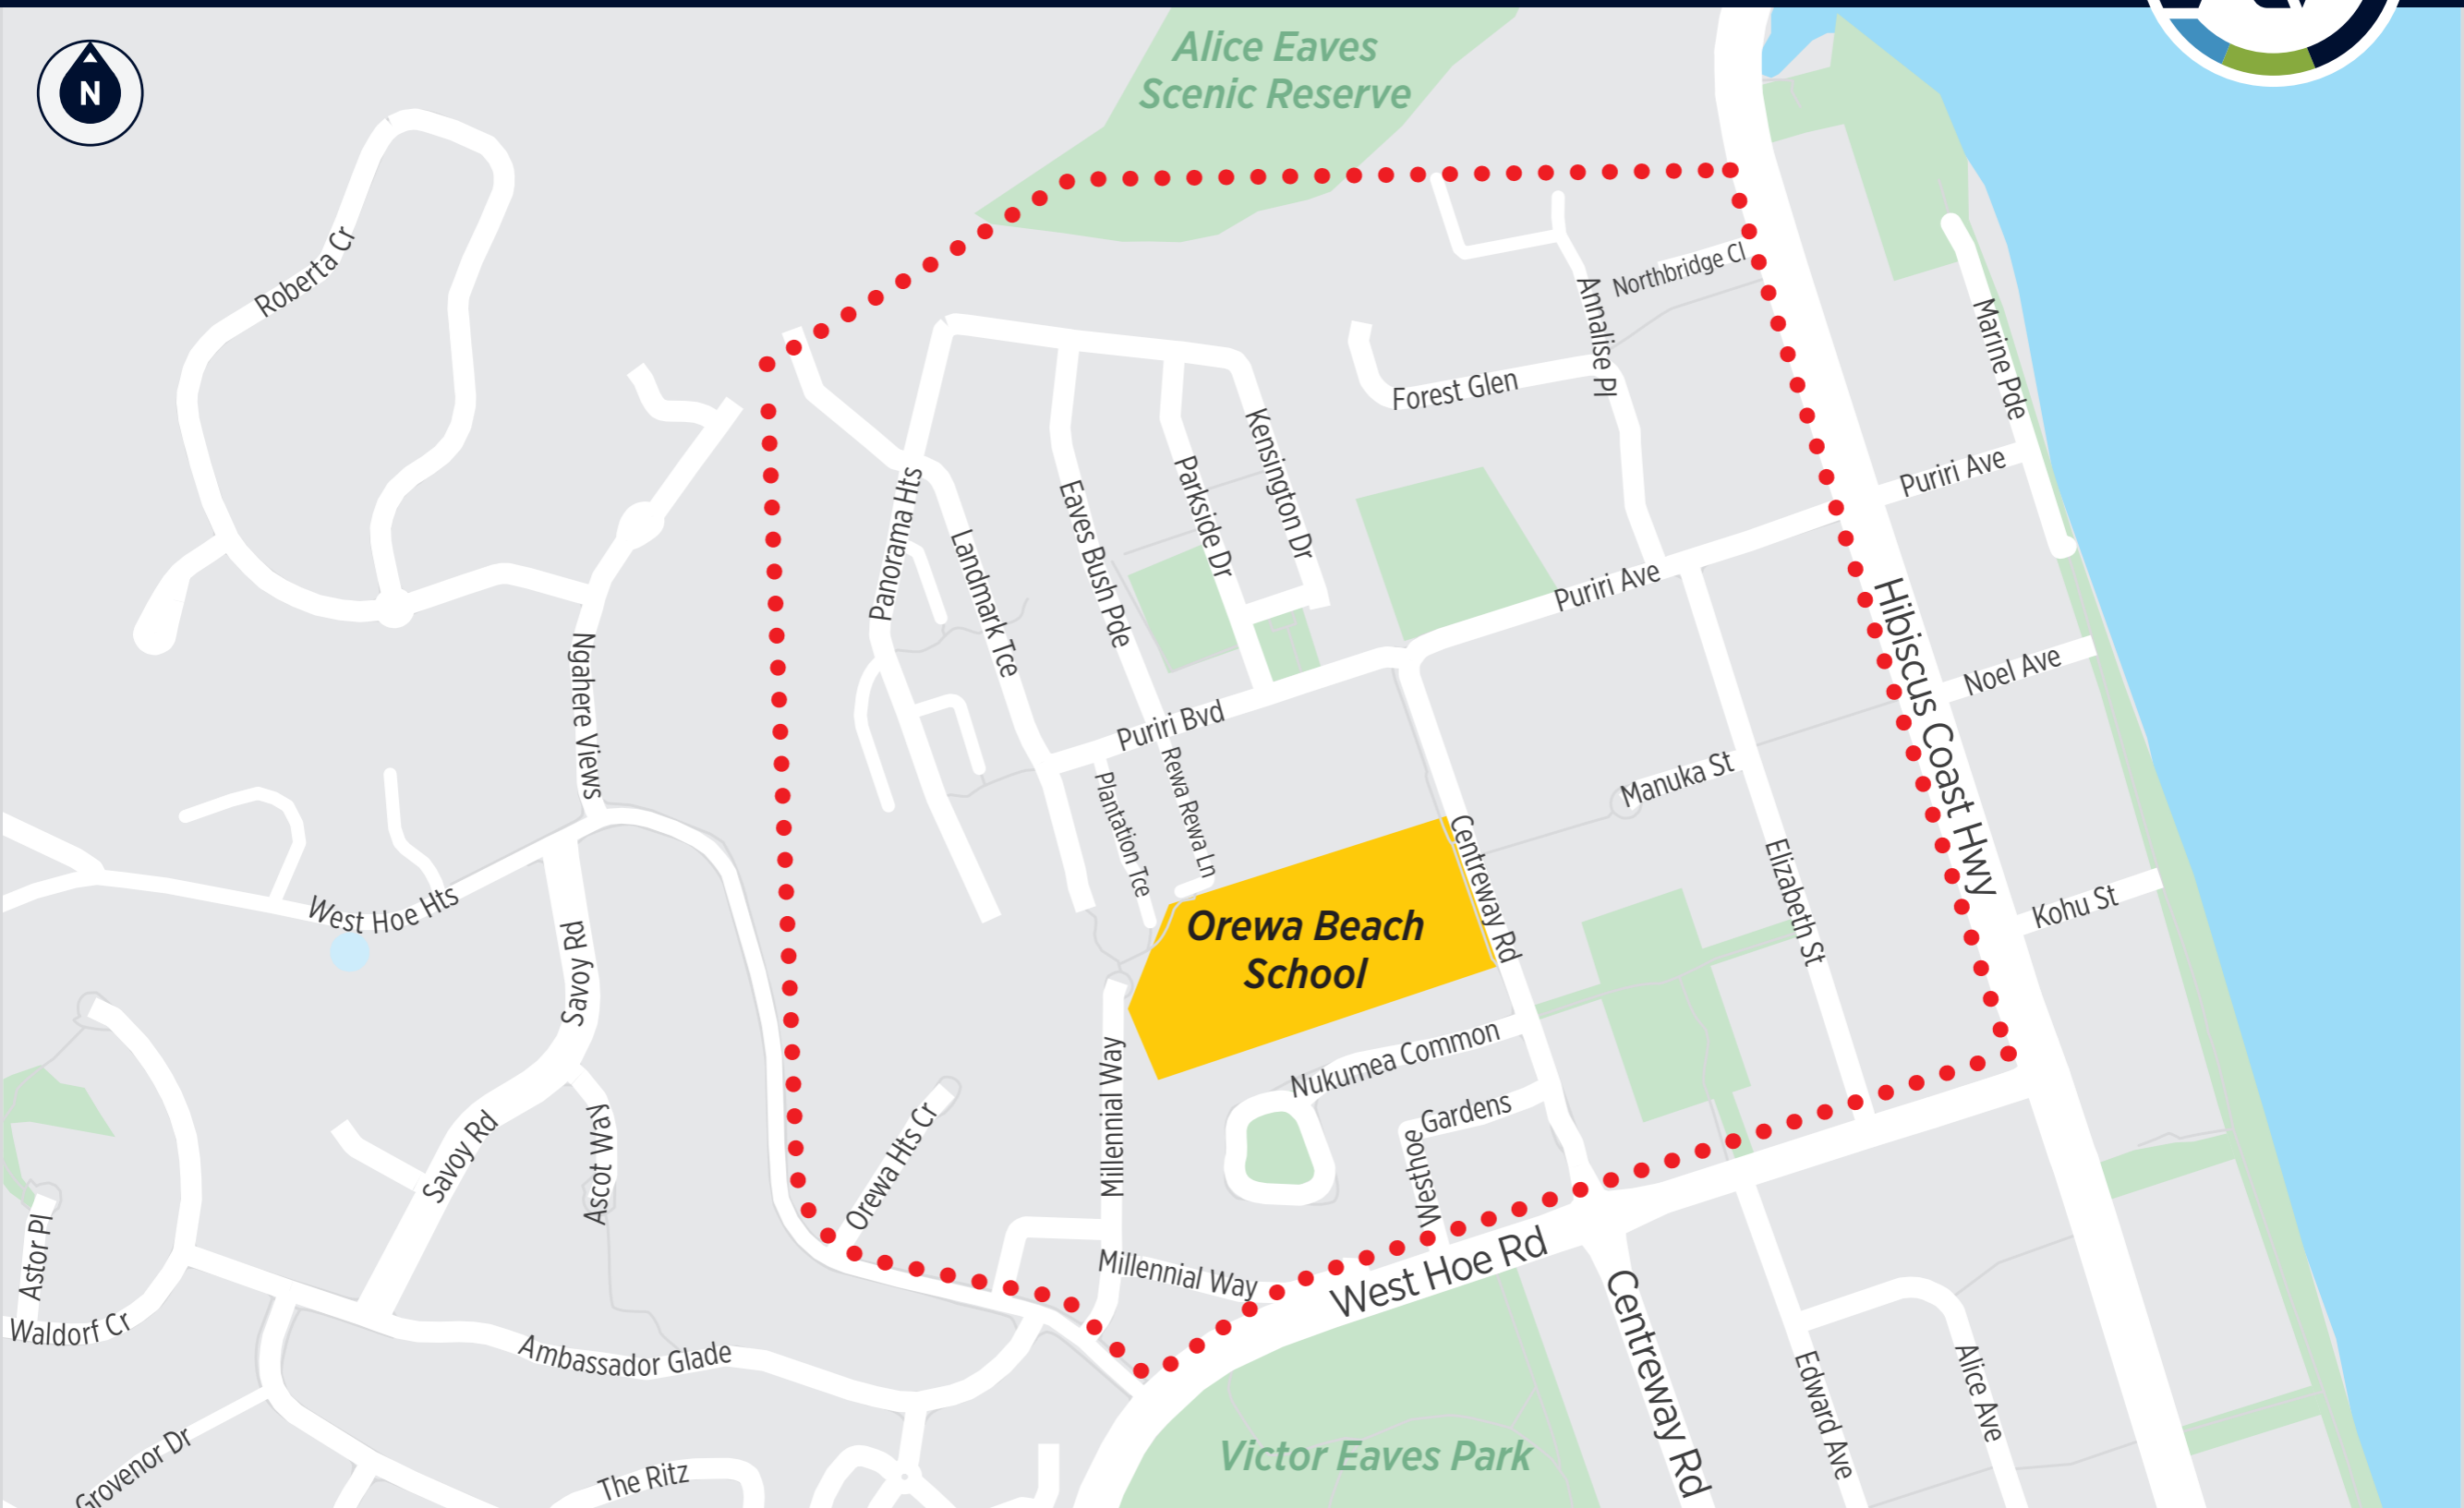 N
Alice Eaves
Scenic Reserve
Roberta Cr
Northbridge Cl
Annalise Pl
Marine Pde
Forest Glen
Kensington Dr
Parkside Dr
Eaves Bush Pde
Panorama Hts
Landmark Tce
Puriri Ave
Puriri Ave
Hibiscus Coast Hwy
Noel Ave
Ngahere Views
Puriri Bvd
Rewa Rewa Ln
Plantation Tce
Manuka St
Centreway Rd
Elizabeth St
Kohu St
West Hoe Hts
Savoy Rd
Orewa Beach
School
Nukumea Common
Millennial Way
Gardens
Westhoe
Orewa Hts Cr
Savoy Rd
Ascot Way
Astor Pl
Waldorf Cr
Millennial Way
West Hoe Rd
Centreway Rd
Ambassador Glade
Edward Ave
Alice Ave
Grovenor Dr
The Ritz
Victor Eaves Park